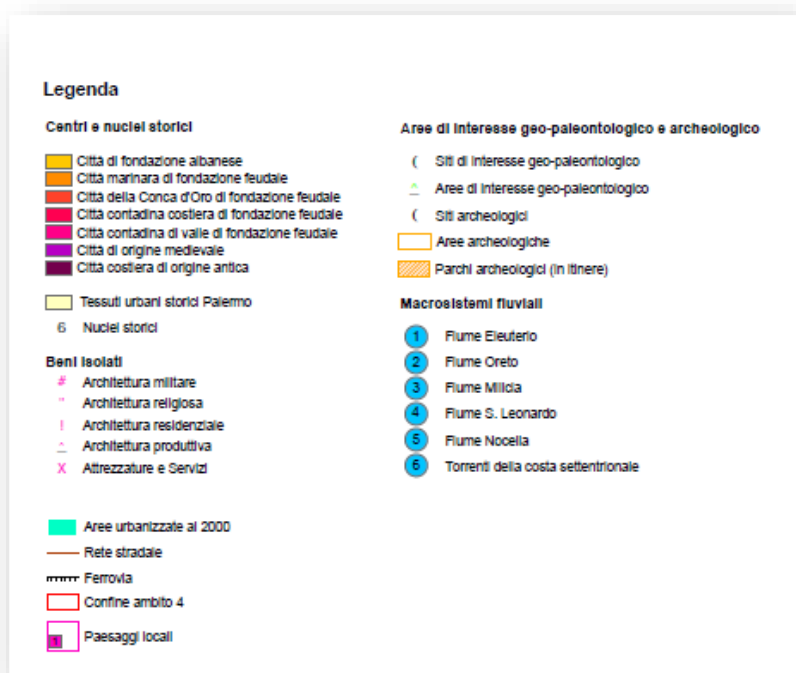 Legenda
Centri e nuclei storici
Città di fondazione albanese
Città marinara di fondazione feudale
Città della Conca d'Oro di fondazione feudale
Città contadina costiera di fondazione feudale
Città contadina di valle di fondazione feudale
Città di origine medievale
Città costiera di origine antica
Tessuti urbani storici Palermo
6 Nuclei storici
Beni isolati
# Architettura militare
" Architettura religiosa
! Architettura residenziale
^ Architettura produttiva
X Attrezzature e Servizi
Aree urbanizzate al 2000
Rete stradale
Ferrovia
Confine ambito 4
1 Paesaggi locali
Aree di interesse geo-paleontologico e archeologico
( Siti di interesse geo-paleontologico
^ Aree di interesse geo-paleontologico
( Siti archeologici
Aree archeologiche
Parchi archeologici (in itinere)
Macrosistemi fluviali
1 Fiume Eleuterio
2 Fiume Oreto
3 Fiume Milicia
4 Fiume S. Leonardo
5 Fiume Nocella
6 Torrenti della costa settentrionale